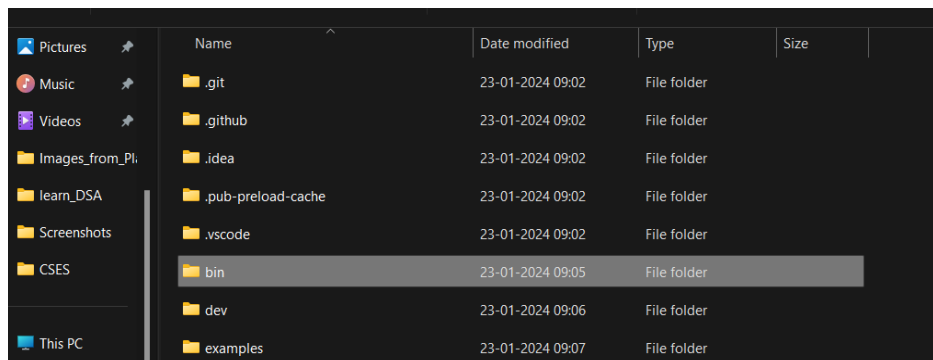 Name Date modified Type Size
Pictures
Music
Videos
Images_from_Pl
learn_DSA
Screenshots
CSES
This PC
.git 23-01-2024 09:02 File folder
.github 23-01-2024 09:02 File folder
.idea 23-01-2024 09:02 File folder
.pub-preload-cache 23-01-2024 09:02 File folder
.vscode 23-01-2024 09:02 File folder
bin 23-01-2024 09:05 File folder
dev 23-01-2024 09:06 File folder
examples 23-01-2024 09:07 File folder